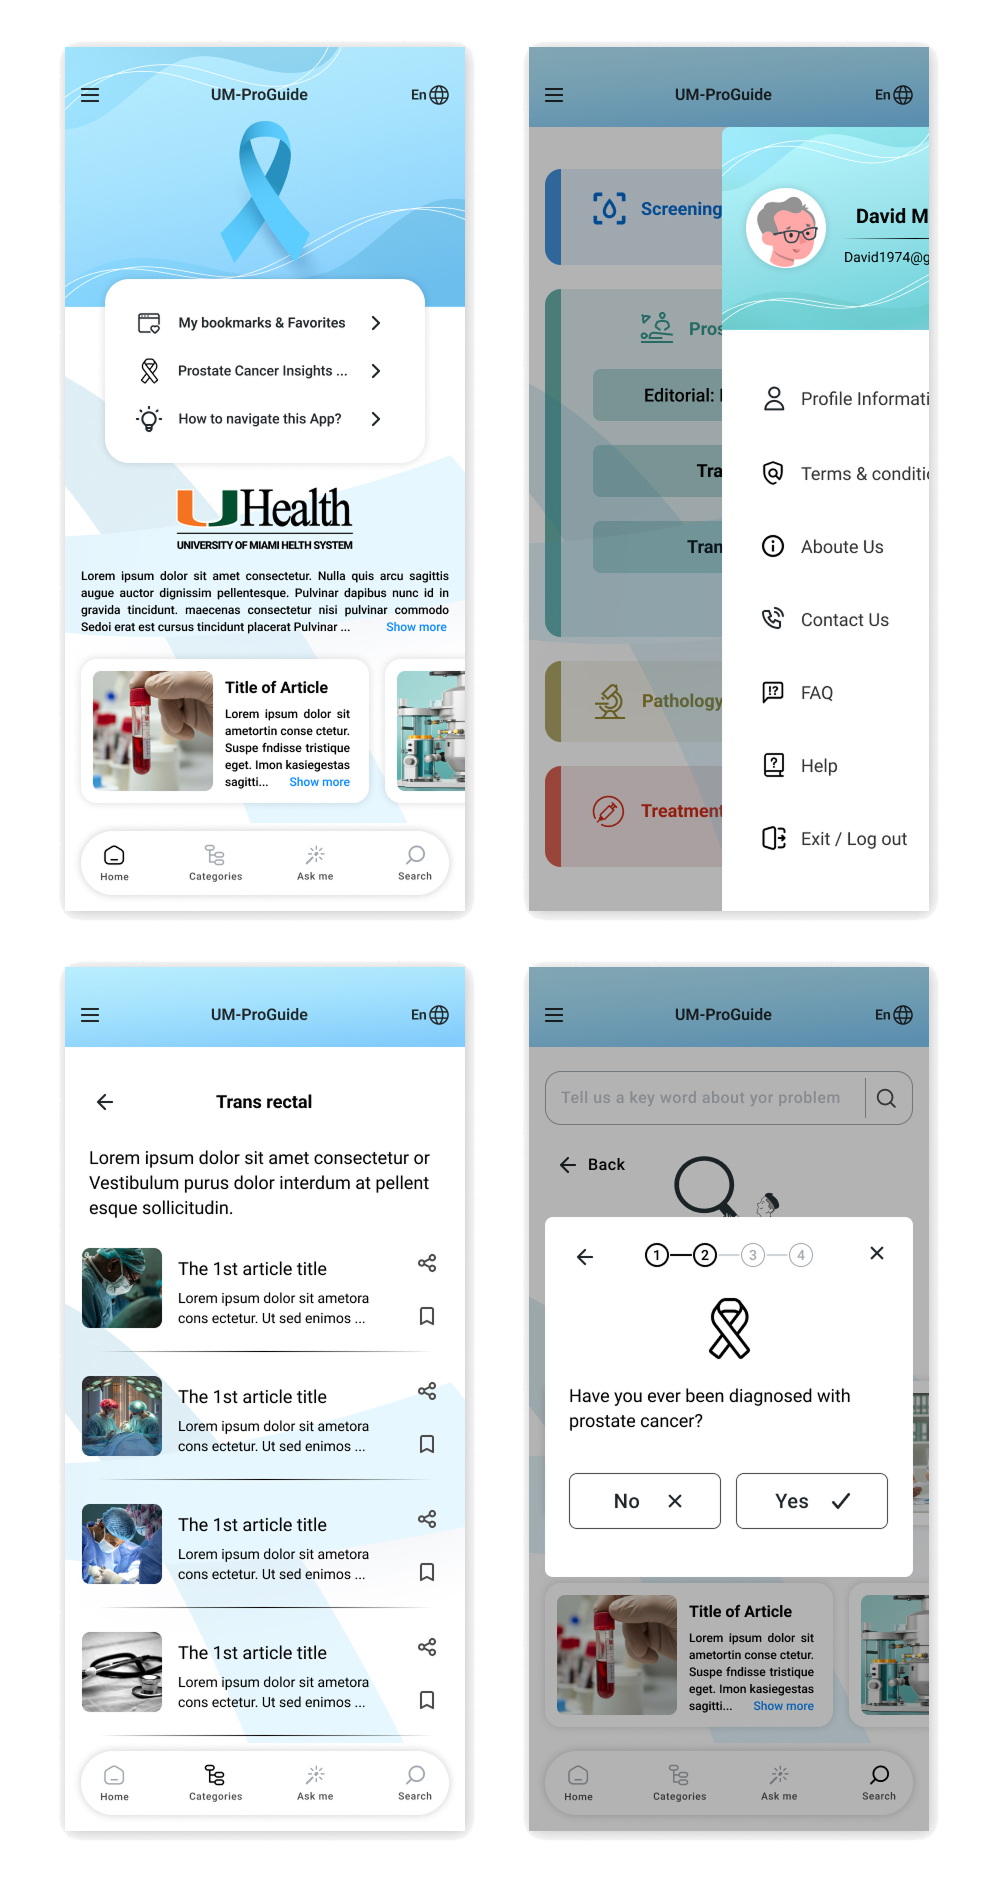 UM-ProGuide
En
My bookmarks & Favorites
Prostate Cancer Insights ...
How to navigate this App?
UHealth
UNIVERSITY OF MIAMI HELTH SYSTEM
Lorem ipsum dolor sit amet consectetur. Nulla quis arcu sagittis
augue auctor dignissim pellentesque. Pulvinar dapibus nunc id in
gravida tincidunt. maecenas consectetur nisi pulvinar commodo
Sedoi erat est cursus tincidunt placerat Pulvinar ... Show more
Title of Article
Lorem ipsum dolor sit
ametortin conse ctetur.
Suspe fndisse tristique
eget. Imon kasiegestas
sagitti... Show more
Home Categories Ask me Search
UM-ProGuide
En
Screening
Pros
Editorial:
Tra
Tran
Pathology
Treatment
David M
David1974@g
Profile Informati
Terms & conditic
Aboute Us
Contact Us
FAQ
Help
Exit / Log out
UM-ProGuide
En
Trans rectal
Lorem ipsum dolor sit amet consectetur or
Vestibulum purus dolor interdum at pellent
esque sollicitudin.
The 1st article title
Lorem ipsum dolor sit ametora
cons ectetur. Ut sed enimos ...
The 1st article title
Lorem ipsum dolor sit ametora
cons ectetur. Ut sed enimos ...
The 1st article title
Lorem ipsum dolor sit ametora
cons ectetur. Ut sed enimos ...
The 1st article title
Lorem ipsum dolor sit ametora
cons ectetur. Ut sed enimos ...
Home Categories Ask me Search
UM-ProGuide
En
Tell us a key word about yor problem
Back
1 2 3 4
Have you ever been diagnosed with
prostate cancer?
No
Yes
Title of Article
Lorem ipsum dolor sit
ametortin conse ctetur.
Suspe fndisse tristique
eget. Imon kasiegestas
sagitti... Show more
Home Categories Ask me Search